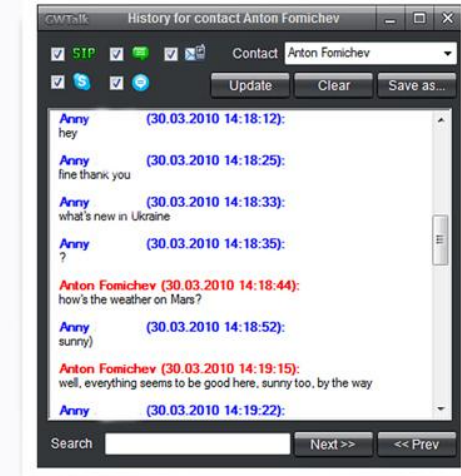 GWTalk History for contact Anton Fomichev
SIP Contact Anton Fomichev
Update Clear Save as...
Anny (30.03.2010 14:18:12):
hey
Anny (30.03.2010 14:18:25):
fine thank you
Anny (30.03.2010 14:18:33):
what's new in Ukraine
Anny (30.03.2010 14:18:35):
?
Anton Fomichev (30.03.2010 14:18:44):
how's the weather on Mars?
Anny (30.03.2010 14:18:52):
sunny)
Anton Fomichev (30.03.2010 14:19:15):
well, everything seems to be good here, sunny too, by the way
Anny (30.03.2010 14:19:22):
Search Next >> << Prev